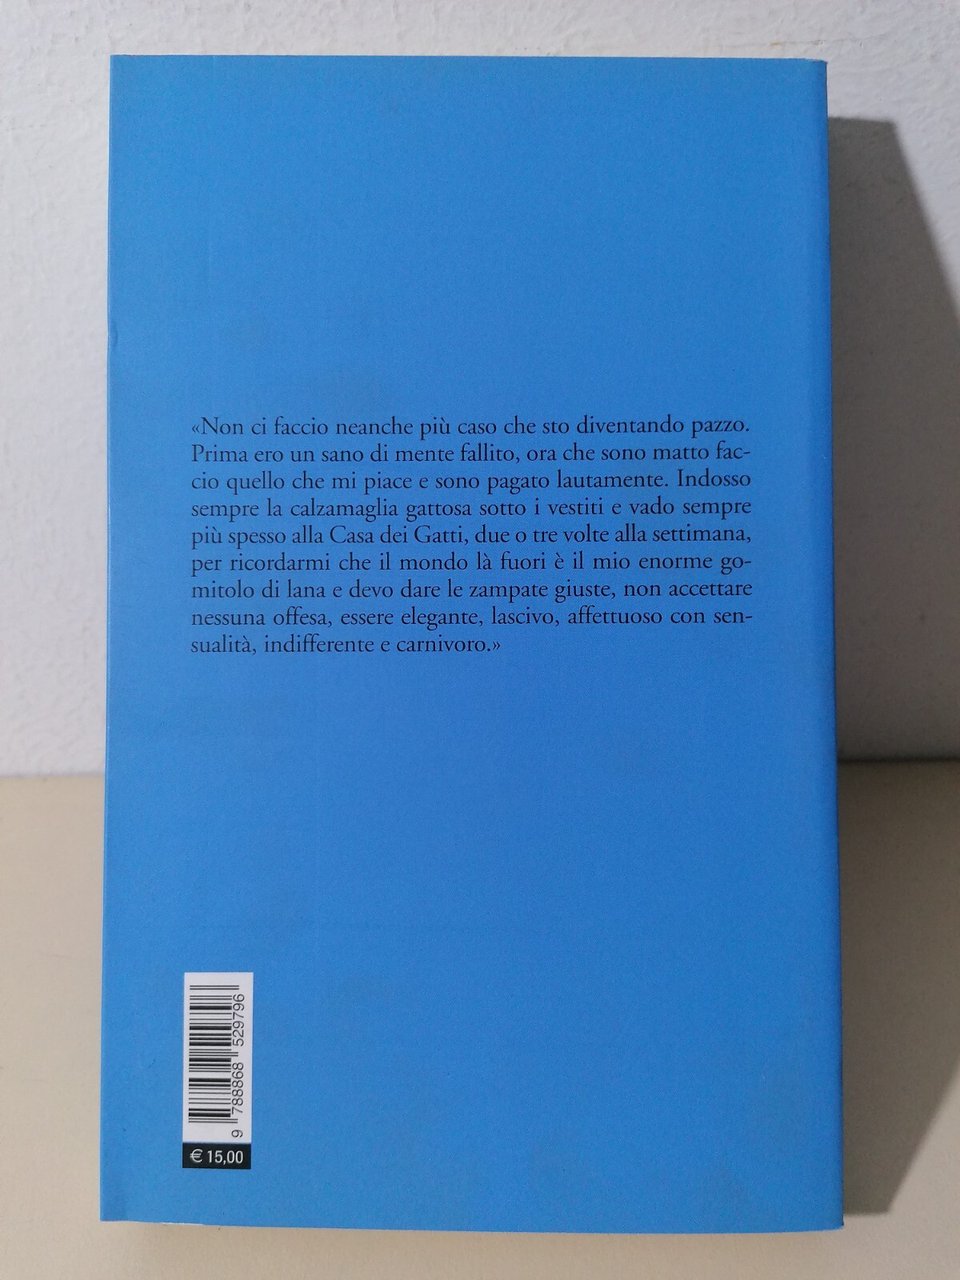 «Non ci faccio neanche più caso che sto diventando pazzo.
Prima ero un sano di mente fallito, ora che sono matto fac-
cio quello che mi piace e sono pagato lautamente. Indosso
sempre la calzamaglia gattosa sotto i vestiti e vado sempre
più spesso alla Casa dei Gatti, due o tre volte alla settimana,
per ricordarmi che il mondo là fuori è il mio enorme go-
mitolo di lana e devo dare le zampate giuste, non accettare
nessuna offesa, essere elegante, lascivo, affettuoso con sen-
sualità, indifferente e carnivoro.»
9 788868 529796
€ 15,00